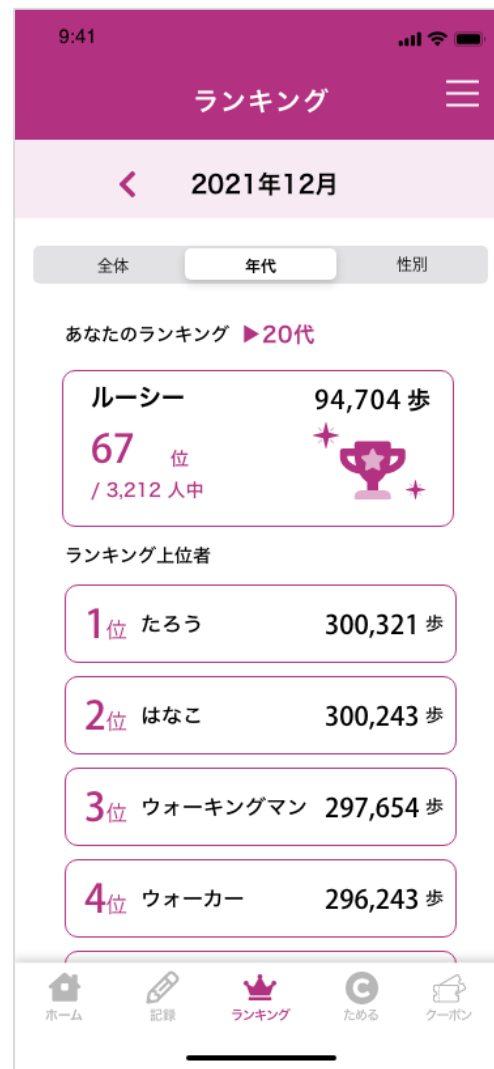 9:41
ランキング
2021年12月
全体 年代 性別
あなたのランキング ▶20代
ルーシー 94,704 歩
67 位
/ 3,212 人中
ランキング上位者
1位 たろう 300,321 歩
2位 はなこ 300,243 歩
3位 ウォーキングマン 297,654 歩
4位 ウォーカー 296,243 歩
ホーム 記録 ランキング ためる クーポン